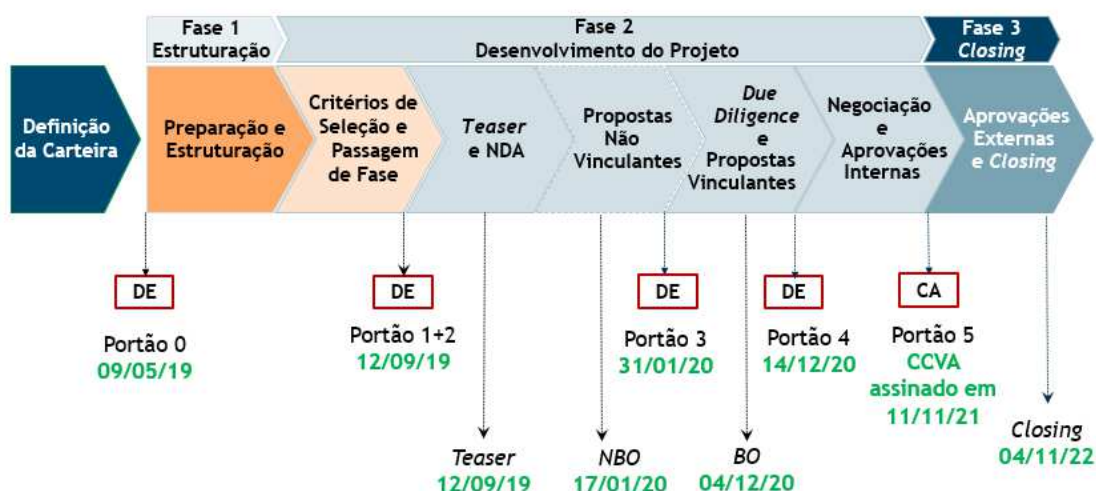 Fase 1
Estruturação
Fase 2
Desenvolvimento do Projeto
Fase 3
Closing
Definição
da Carteira
Preparação e
Estruturação
Critérios de
Seleção e
Passagem
de Fase
Teaser
e NDA
Propostas
Não
Vinculantes
Due
Diligence
e
Propostas
Vinculantes
Negociação
e
Aprovações
Internas
Aprovações
Externas
e Closing
DE
Portão 0
09/05/19
DE
Portão 1+2
12/09/19
DE
Portão 3
31/01/20
DE
Portão 4
14/12/20
CA
Portão 5
CCVA
assinado em
11/11/21
Teaser
12/09/19
NBO
17/01/20
BO
04/12/20
Closing
04/11/22